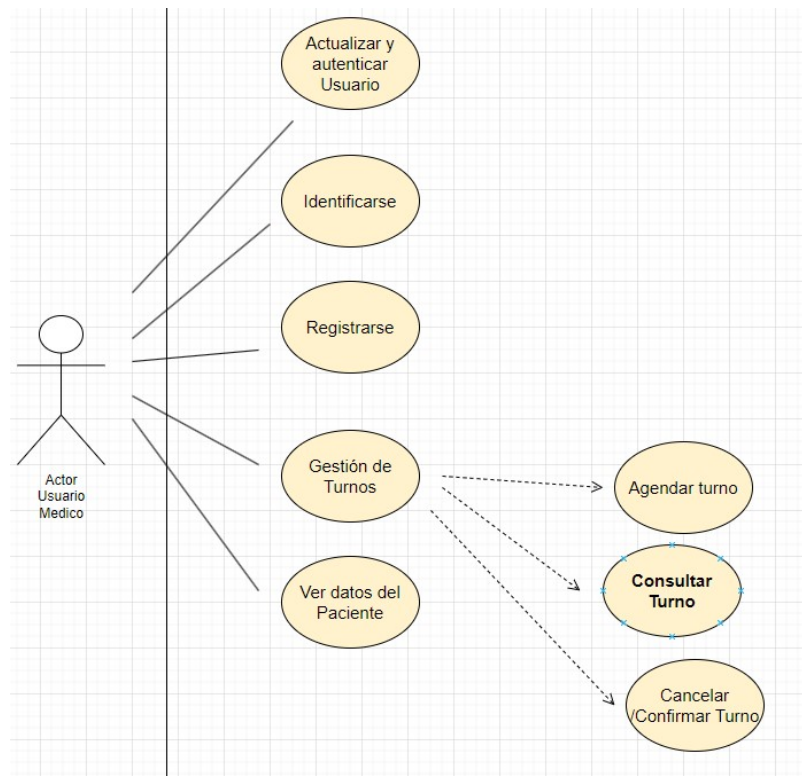 Actualizar y
autenticar
Usuario
Identificarse
Registrarse
Actor
Usuario
Medico
Gestión de
Turnos
Ver datos del
Paciente
Agendar turno
Consultar
Turno
Cancelar
/Confirmar Turno